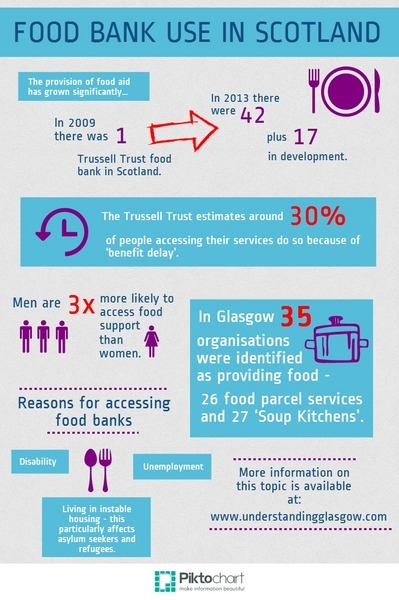 FOOD BANK USE IN SCOTLAND
The provision of food aid
has grown significantly...
In 2009
there was 1
Trussell Trust food
bank in Scotland.
In 2013 there
were 42
plus 17
in development.
The Trussell Trust estimates around 30%
of people accessing their services do so because of
'benefit delay'.
Men are 3x more likely to
access food
support
than
women.
In Glasgow 35
organisations
were identified
as providing food -
26 food parcel services
and 27 'Soup Kitchens'.
Reasons for accessing
food banks
Disability
Unemployment
Living in instable
housing - this
particularly affects
asylum seekers and
refugees.
More information on
this topic is available
at:
www.understandingglasgow.com
Piktochart
make information beautiful